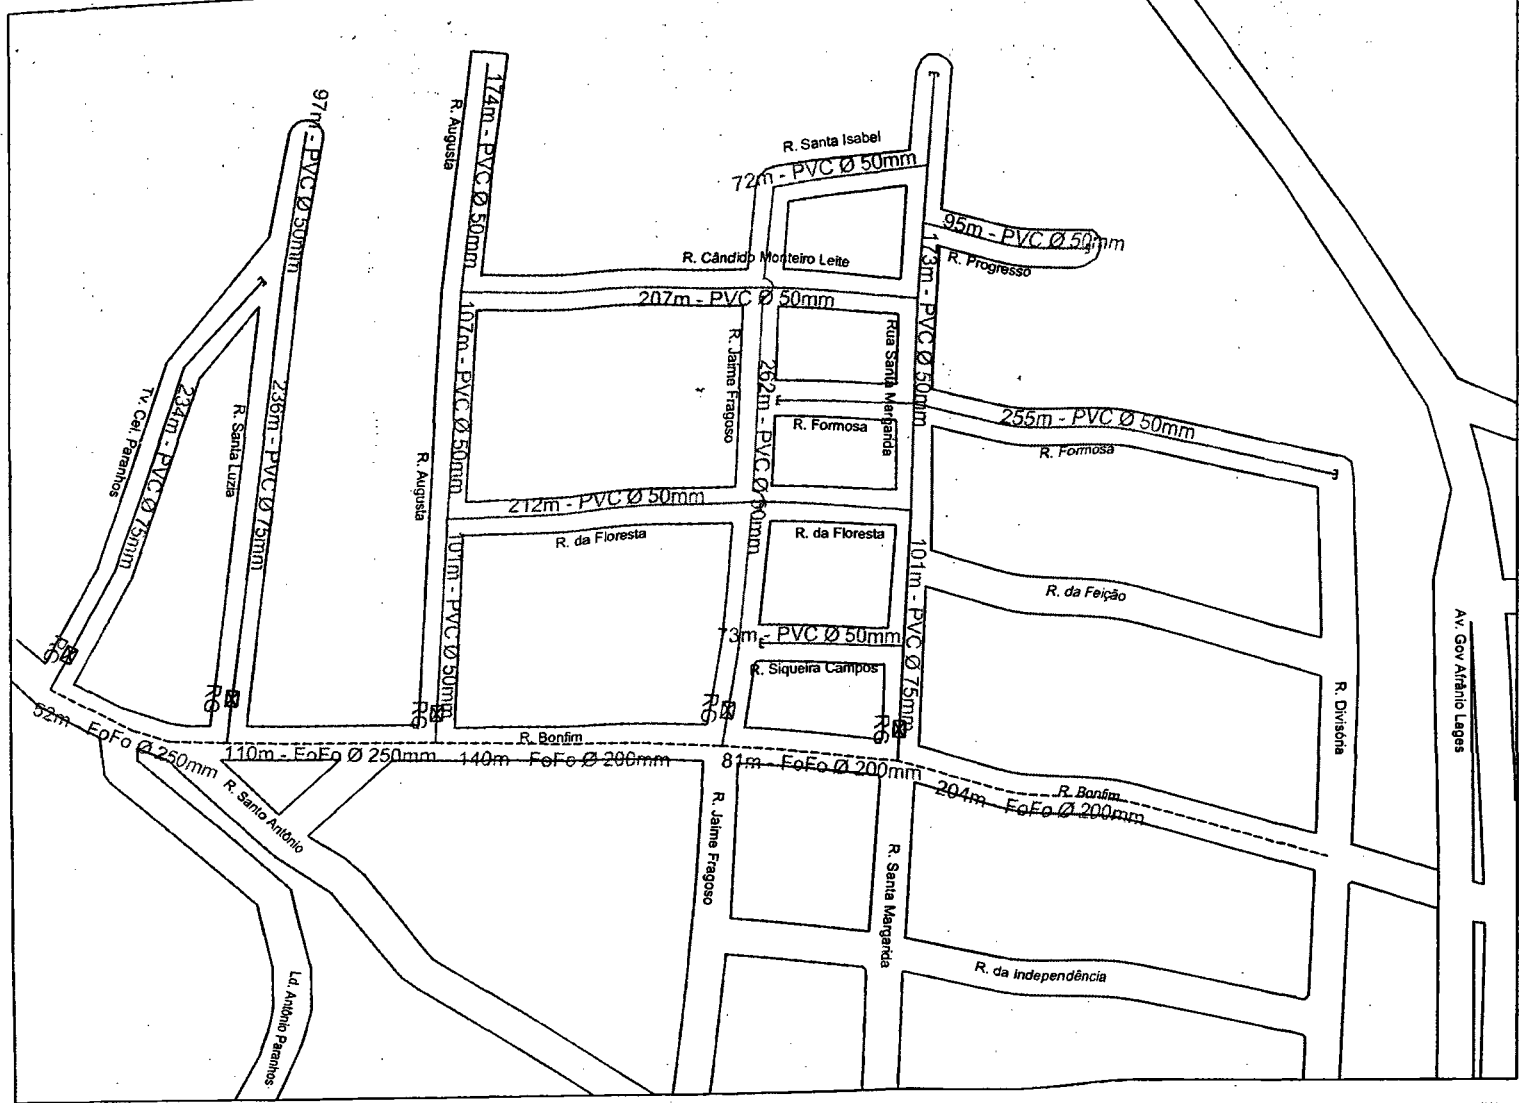 97m - PVC Ø 50mm
R. Augusta
174m - PVC Ø 50mm
R. Santa Isabel
72m - PVC Ø 50mm
95m - PVC Ø 50mm
R. Progresso
R. Cândido Monteiro Leite
207m - PVC Ø 50mm
173m - PVC Ø 50mm
107m - PVC Ø 50mm
R. Jaime Fragoso
262m - PVC Ø 50mm
Rua Santa Margarida
R. Formosa
255m - PVC Ø 50mm
R. Formosa
Tv. Cel. Paranhos
234m - PVC Ø 75mm
R. Santa Luzia
236m - PVC Ø 75mm
R. Augusta
212m - PVC Ø 50mm
R. da Floresta
R. da Floresta
101m - PVC Ø 50mm
101m - PVC Ø 75mm
R. da Feição
73m - PVC Ø 50mm
R. Siqueira Campos
R. Divisória
Av. Gov Afrânio Lages
RG
RG
RG
RG
RG
52m - FoFo Ø 250mm
110m - FoFo Ø 250mm
R. Bonfim
140m - FoFo Ø 200mm
81m - FoFo Ø 200mm
204m - FoFo Ø 200mm
R. Bonfim
R. Santo Antônio
R. Jaime Fragoso
R. Santa Margarida
R. da Independência
Ld. Antônio Paranhos